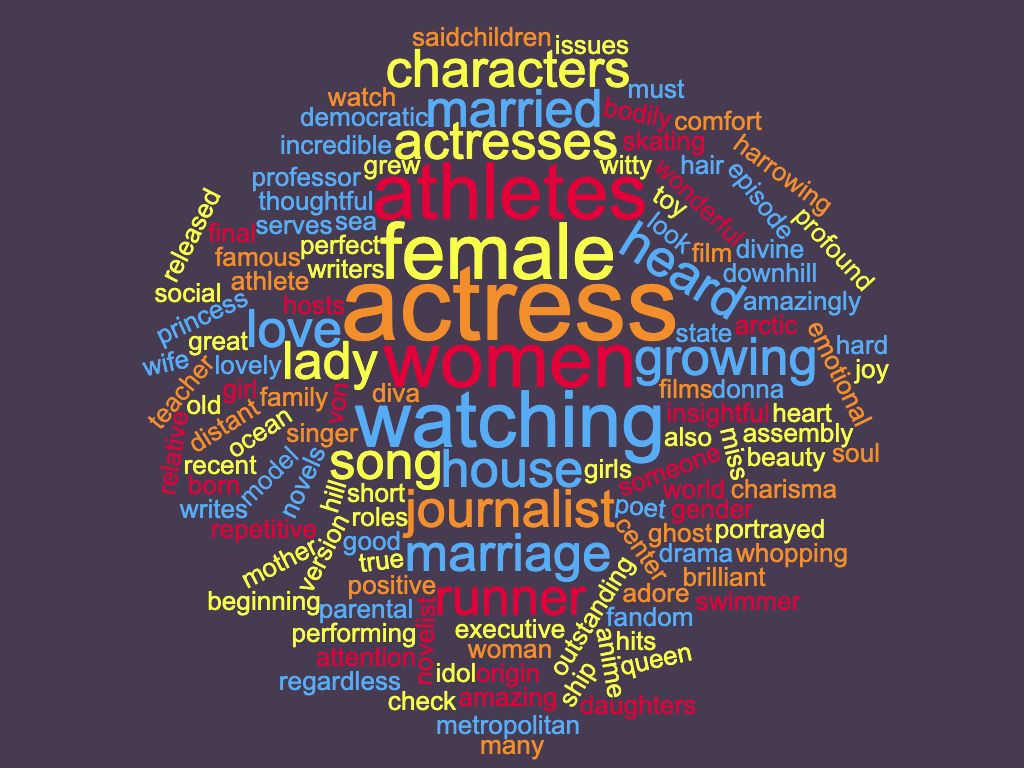 saidchildren
issues
characters
watch
must
democratic
married
bodily
comfort
incredible
actresses
skating
harrowing
grew
witty
hair
professor
athletes
wonderful
episode
thoughtful
toy
released
serves
sea
look
profound
final
perfect
female
heard
film
divine
famous
writers
downhill
athlete
actress
social
princess
hosts
amazingly
love
state
arctic
emotional
great
hard
wife
lovely
lady
women
growing
joy
teacher
girl
family
von
diva
films
donna
old
distant
watching
insightful
heart
relative
ocean
singer
also
miss
assembly
recent
song
house
girls
someone
beauty
soul
born
model
novels
hill
short
world
charisma
writes
journalist
poet
gender
repetitive
roles
center
ghost
portrayed
version
good
marriage
drama
whopping
mother
true
brilliant
positive
runner
outstanding
adore
beginning
parental
novelist
fandom
swimmer
performing
executive
anime
hits
attention
woman
queen
regardless
idol
origin
ship
check
amazing
daughters
metropolitan
many